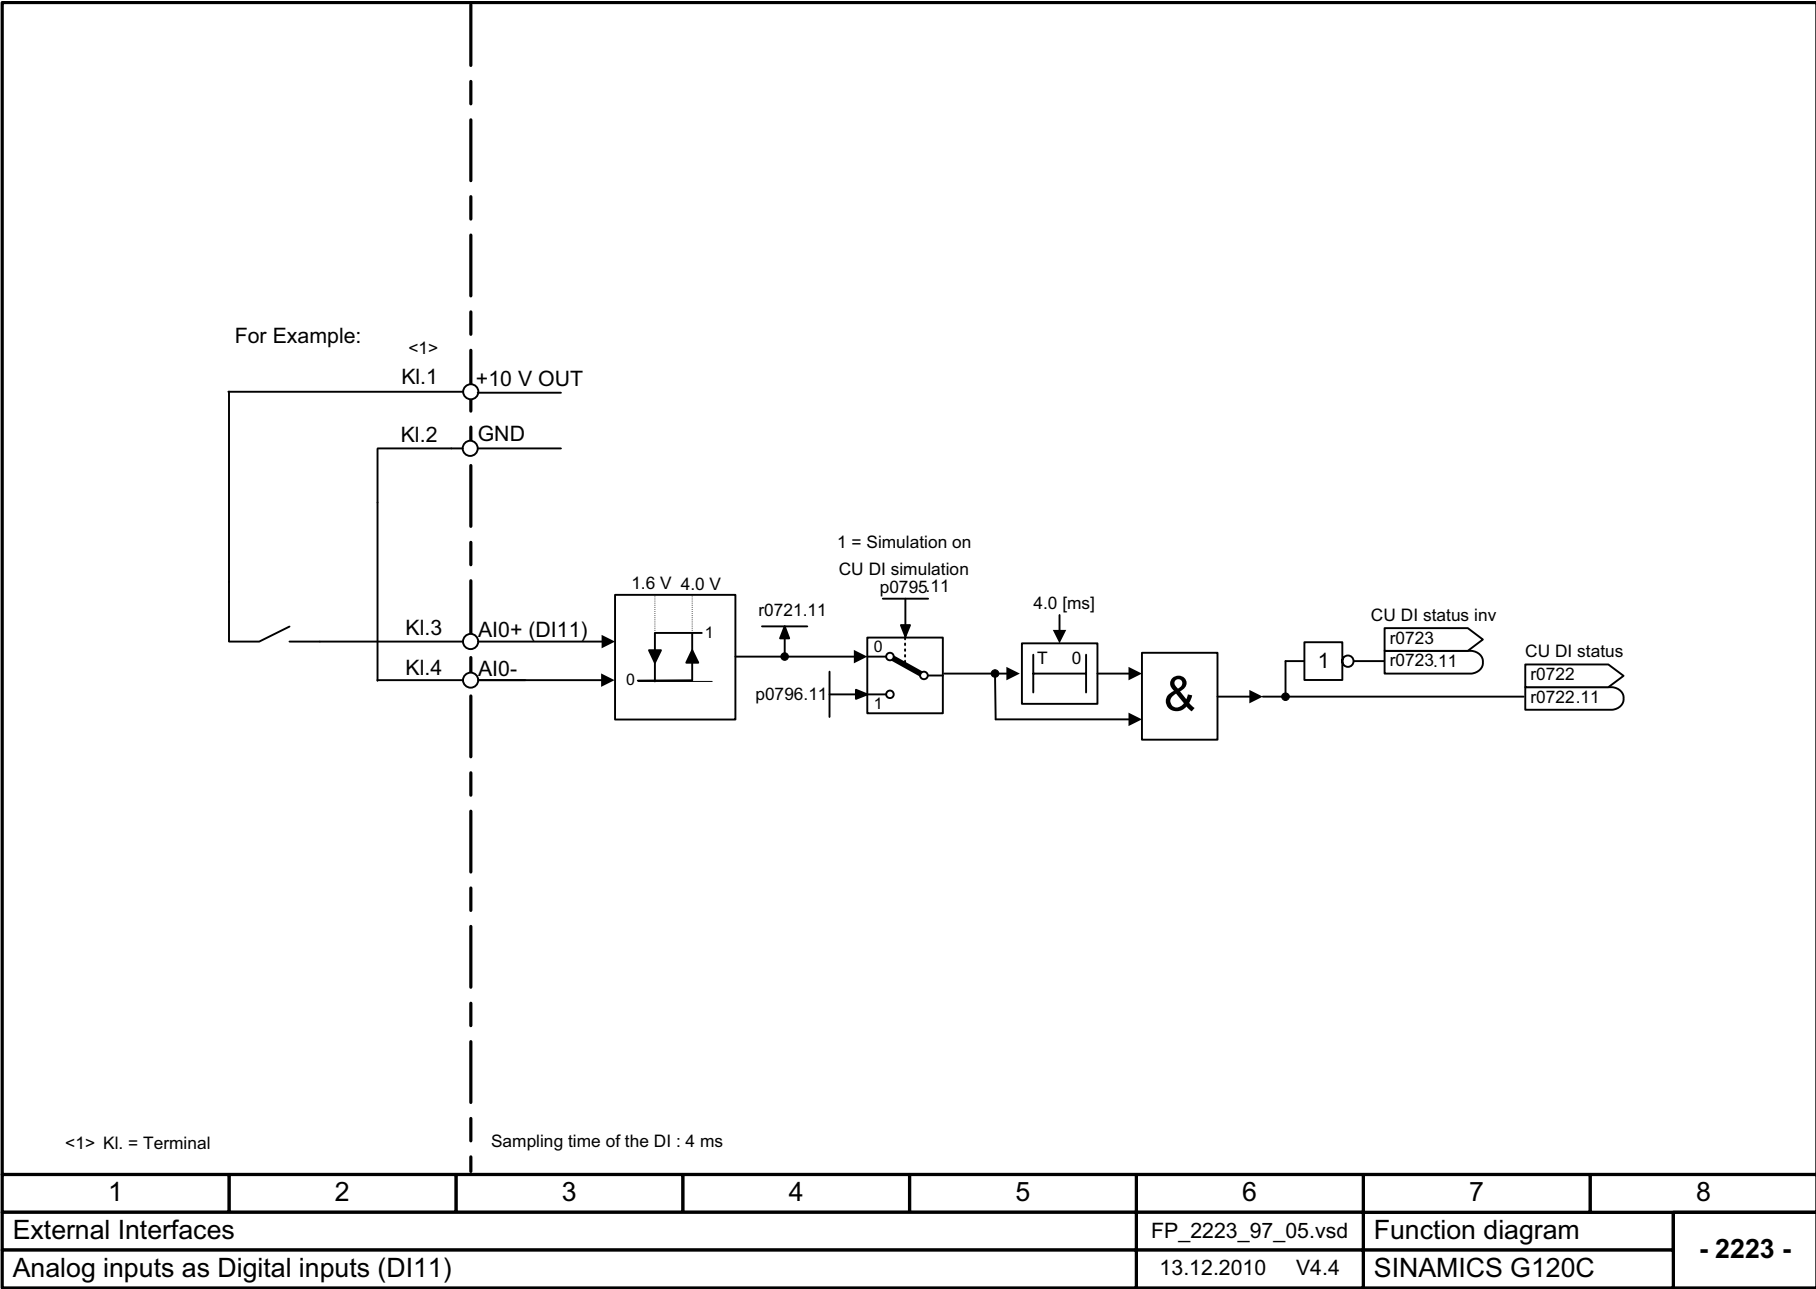 For Example:
<1>
Kl.1
+10 V OUT
Kl.2
GND
1 = Simulation on
CU DI simulation
p0795.11
1.6 V 4.0 V
r0721.11
4.0 [ms]
CU DI status inv
r0723
r0723.11
CU DI status
r0722
r0722.11
Kl.3
AI0+ (DI11)
1
0
T 0
1
Kl.4
AI0-
0
p0796.11
1
&
<1> Kl. = Terminal
Sampling time of the DI : 4 ms
1 2 3 4 5 6 7 8
External Interfaces
FP_2223_97_05.vsd
Function diagram
- 2223 -
Analog inputs as Digital inputs (DI11)
13.12.2010 V4.4
SINAMICS G120C